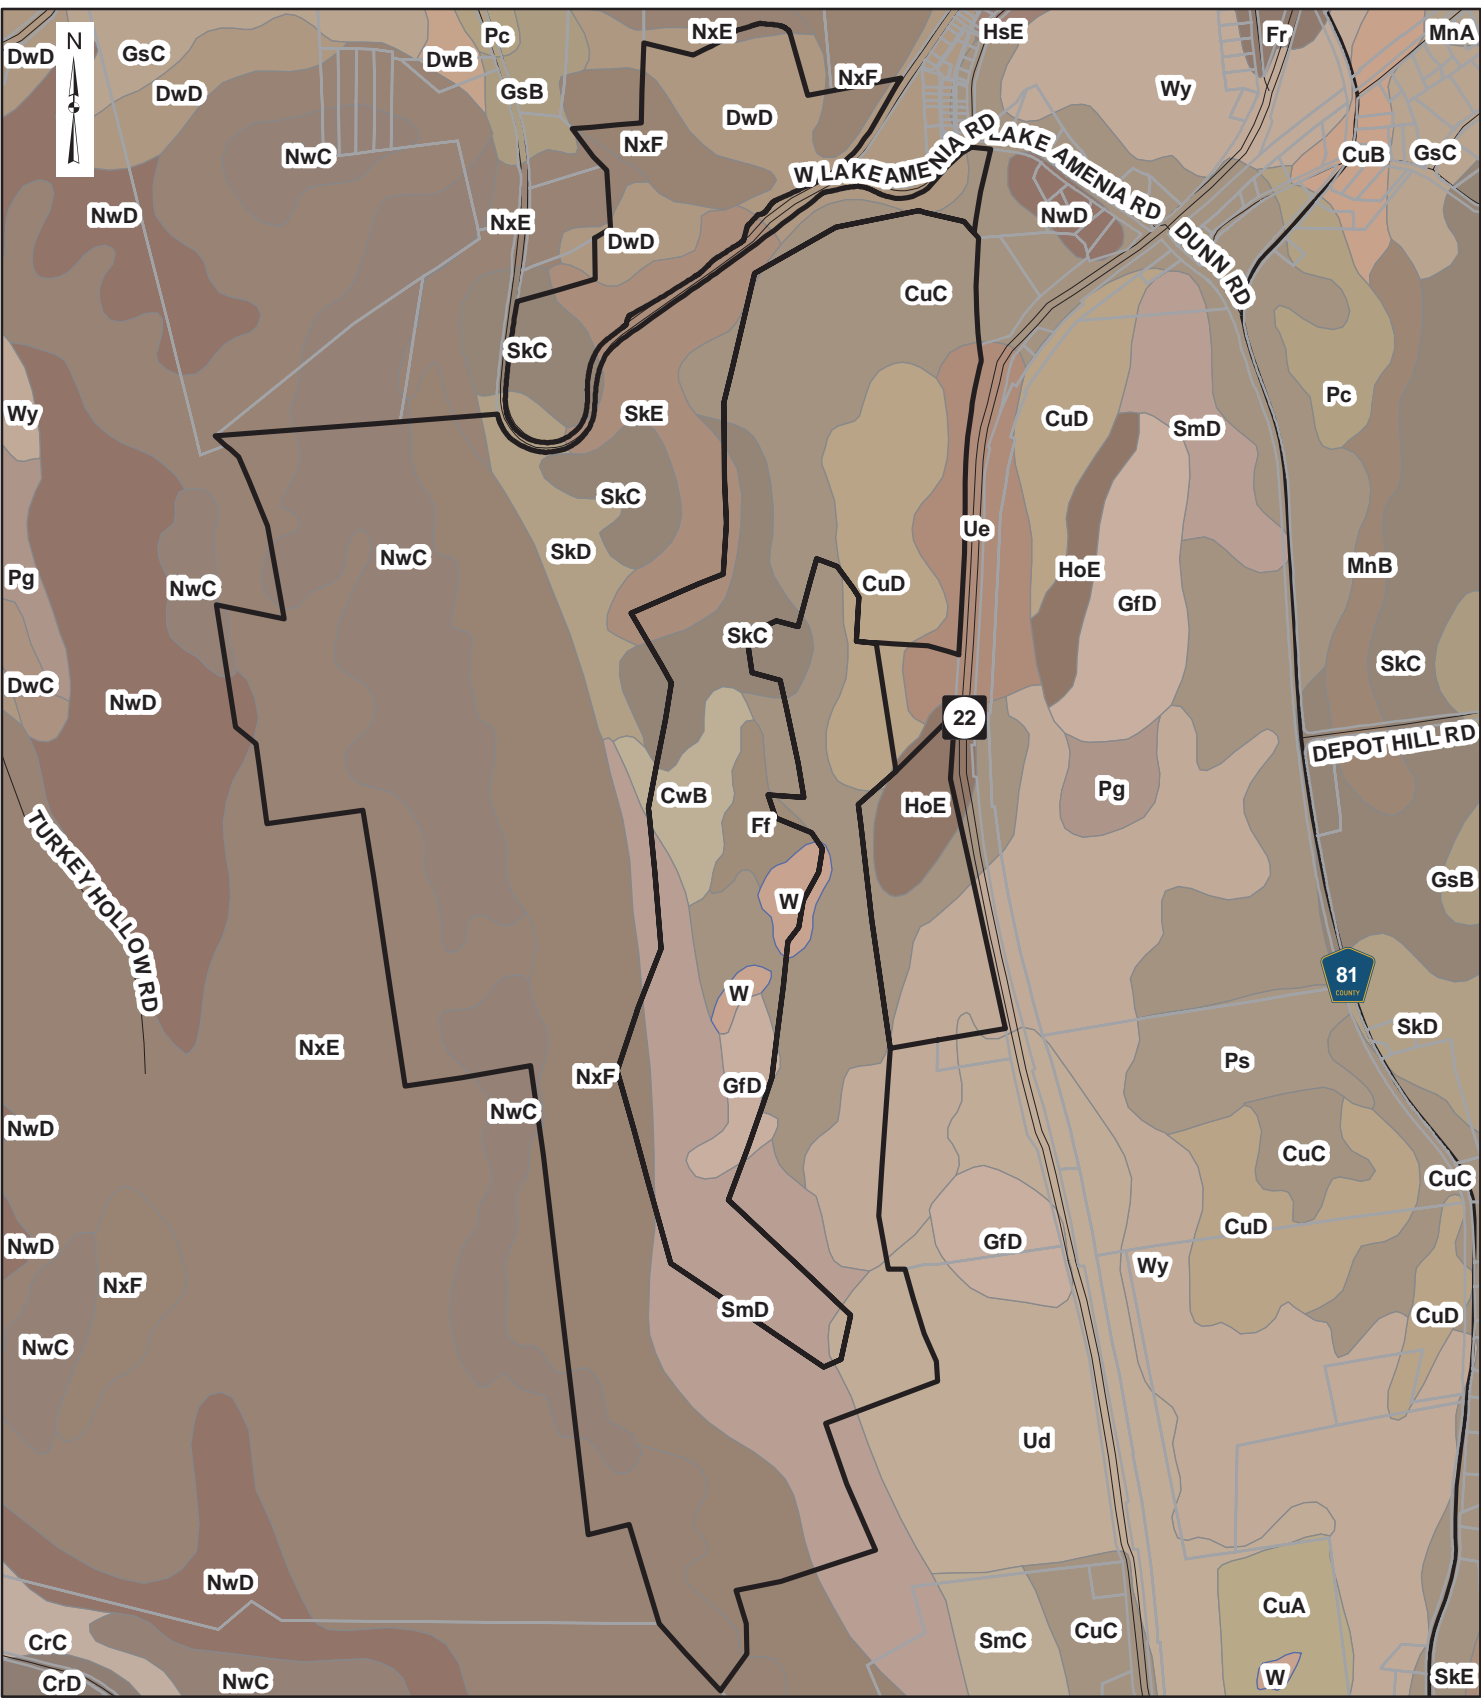 NxE
HsE
Fr
MnA
Pc
GsC
DwB
DwD
N
NxF
Wy
DwD
GsB
DwD
NxF
NwC
CuB
GsC
W LAKE AMENIA RD
LAKE AMENIA RD
NwD
NxE
NwD
DwD
DUNN RD
CuC
SkC
Pc
Wy
SkE
CuD
SmD
SkC
Ue
SkD
NwC
MnB
HoE
Pg
NwC
CuD
GfD
SkC
SkC
DwC
NwD
22
DEPOT HILL RD
Pg
CwB
HoE
Ff
TURKEY HOLLOW RD
GsB
W
81
COUNTY
W
SkD
NxE
Ps
NxF
GfD
NwC
NwD
CuC
CuC
CuD
GfD
NwD
Wy
NxF
SmD
CuD
NwC
Ud
NwD
CuA
CuC
SmC
CrC
SkE
W
NwC
CrD